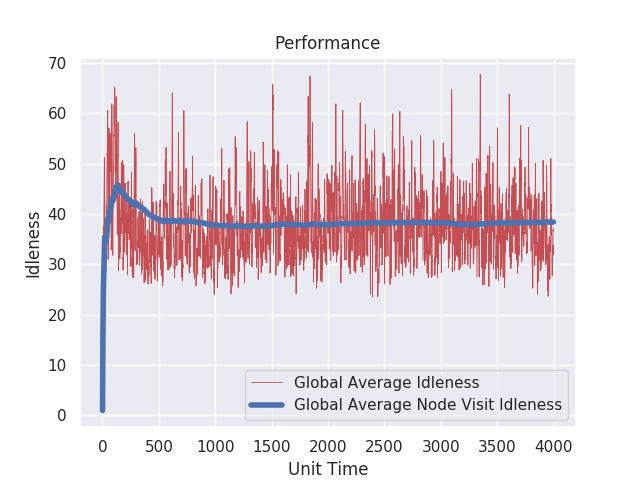 Performance
70
60
50
40
30
20
10
0
Idleness
0 500 1000 1500 2000 2500 3000 3500 4000
Unit Time
Global Average Idleness
Global Average Node Visit Idleness